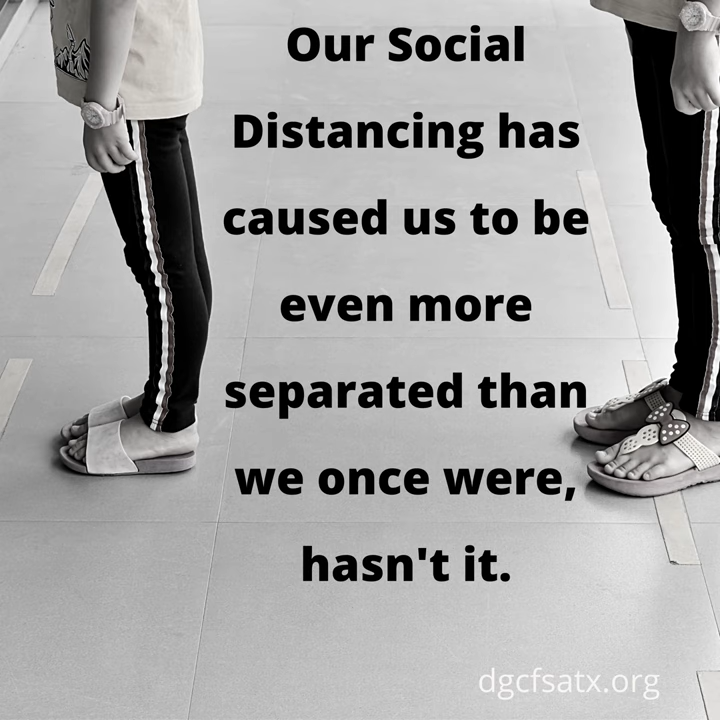 Our Social
Distancing has
caused us to be
even more
separated than
we once were,
hasn't it.
dgcfsatx.org